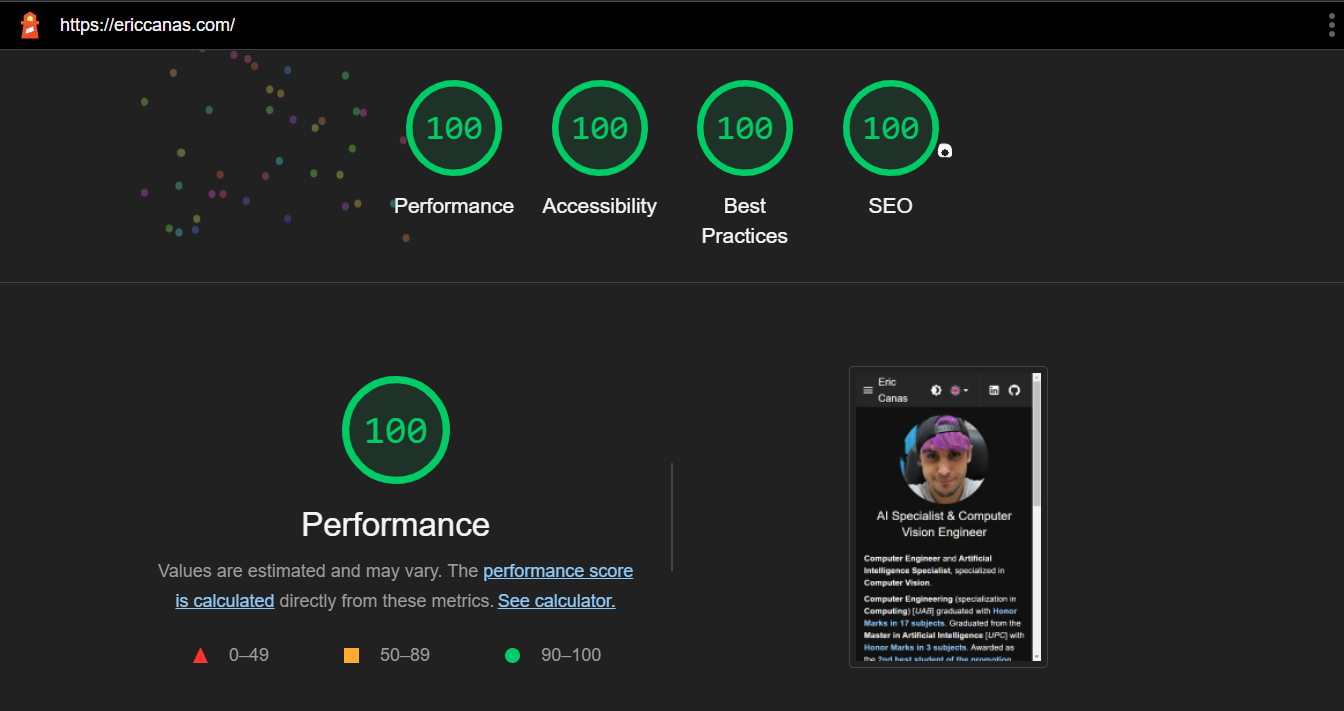 https://ericcanas.com/
100
100
100
100
Performance
Accessibility
Best
Practices
SEO
100
Performance
Values are estimated and may vary. The performance score
is calculated directly from these metrics. See calculator.
0–49
50–89
90–100
Eric
Canas
AI Specialist & Computer
Vision Engineer
Computer Engineer and Artificial
Intelligence Specialist, specialized in
Computer Vision.
Computer Engineering (specialization in
Computing) [UAB] graduated with Honor
Marks in 17 subjects. Graduated from the
Master in Artificial Intelligence [UPC] with
Honor Marks in 3 subjects. Awarded as
the 2nd best student of the promotion